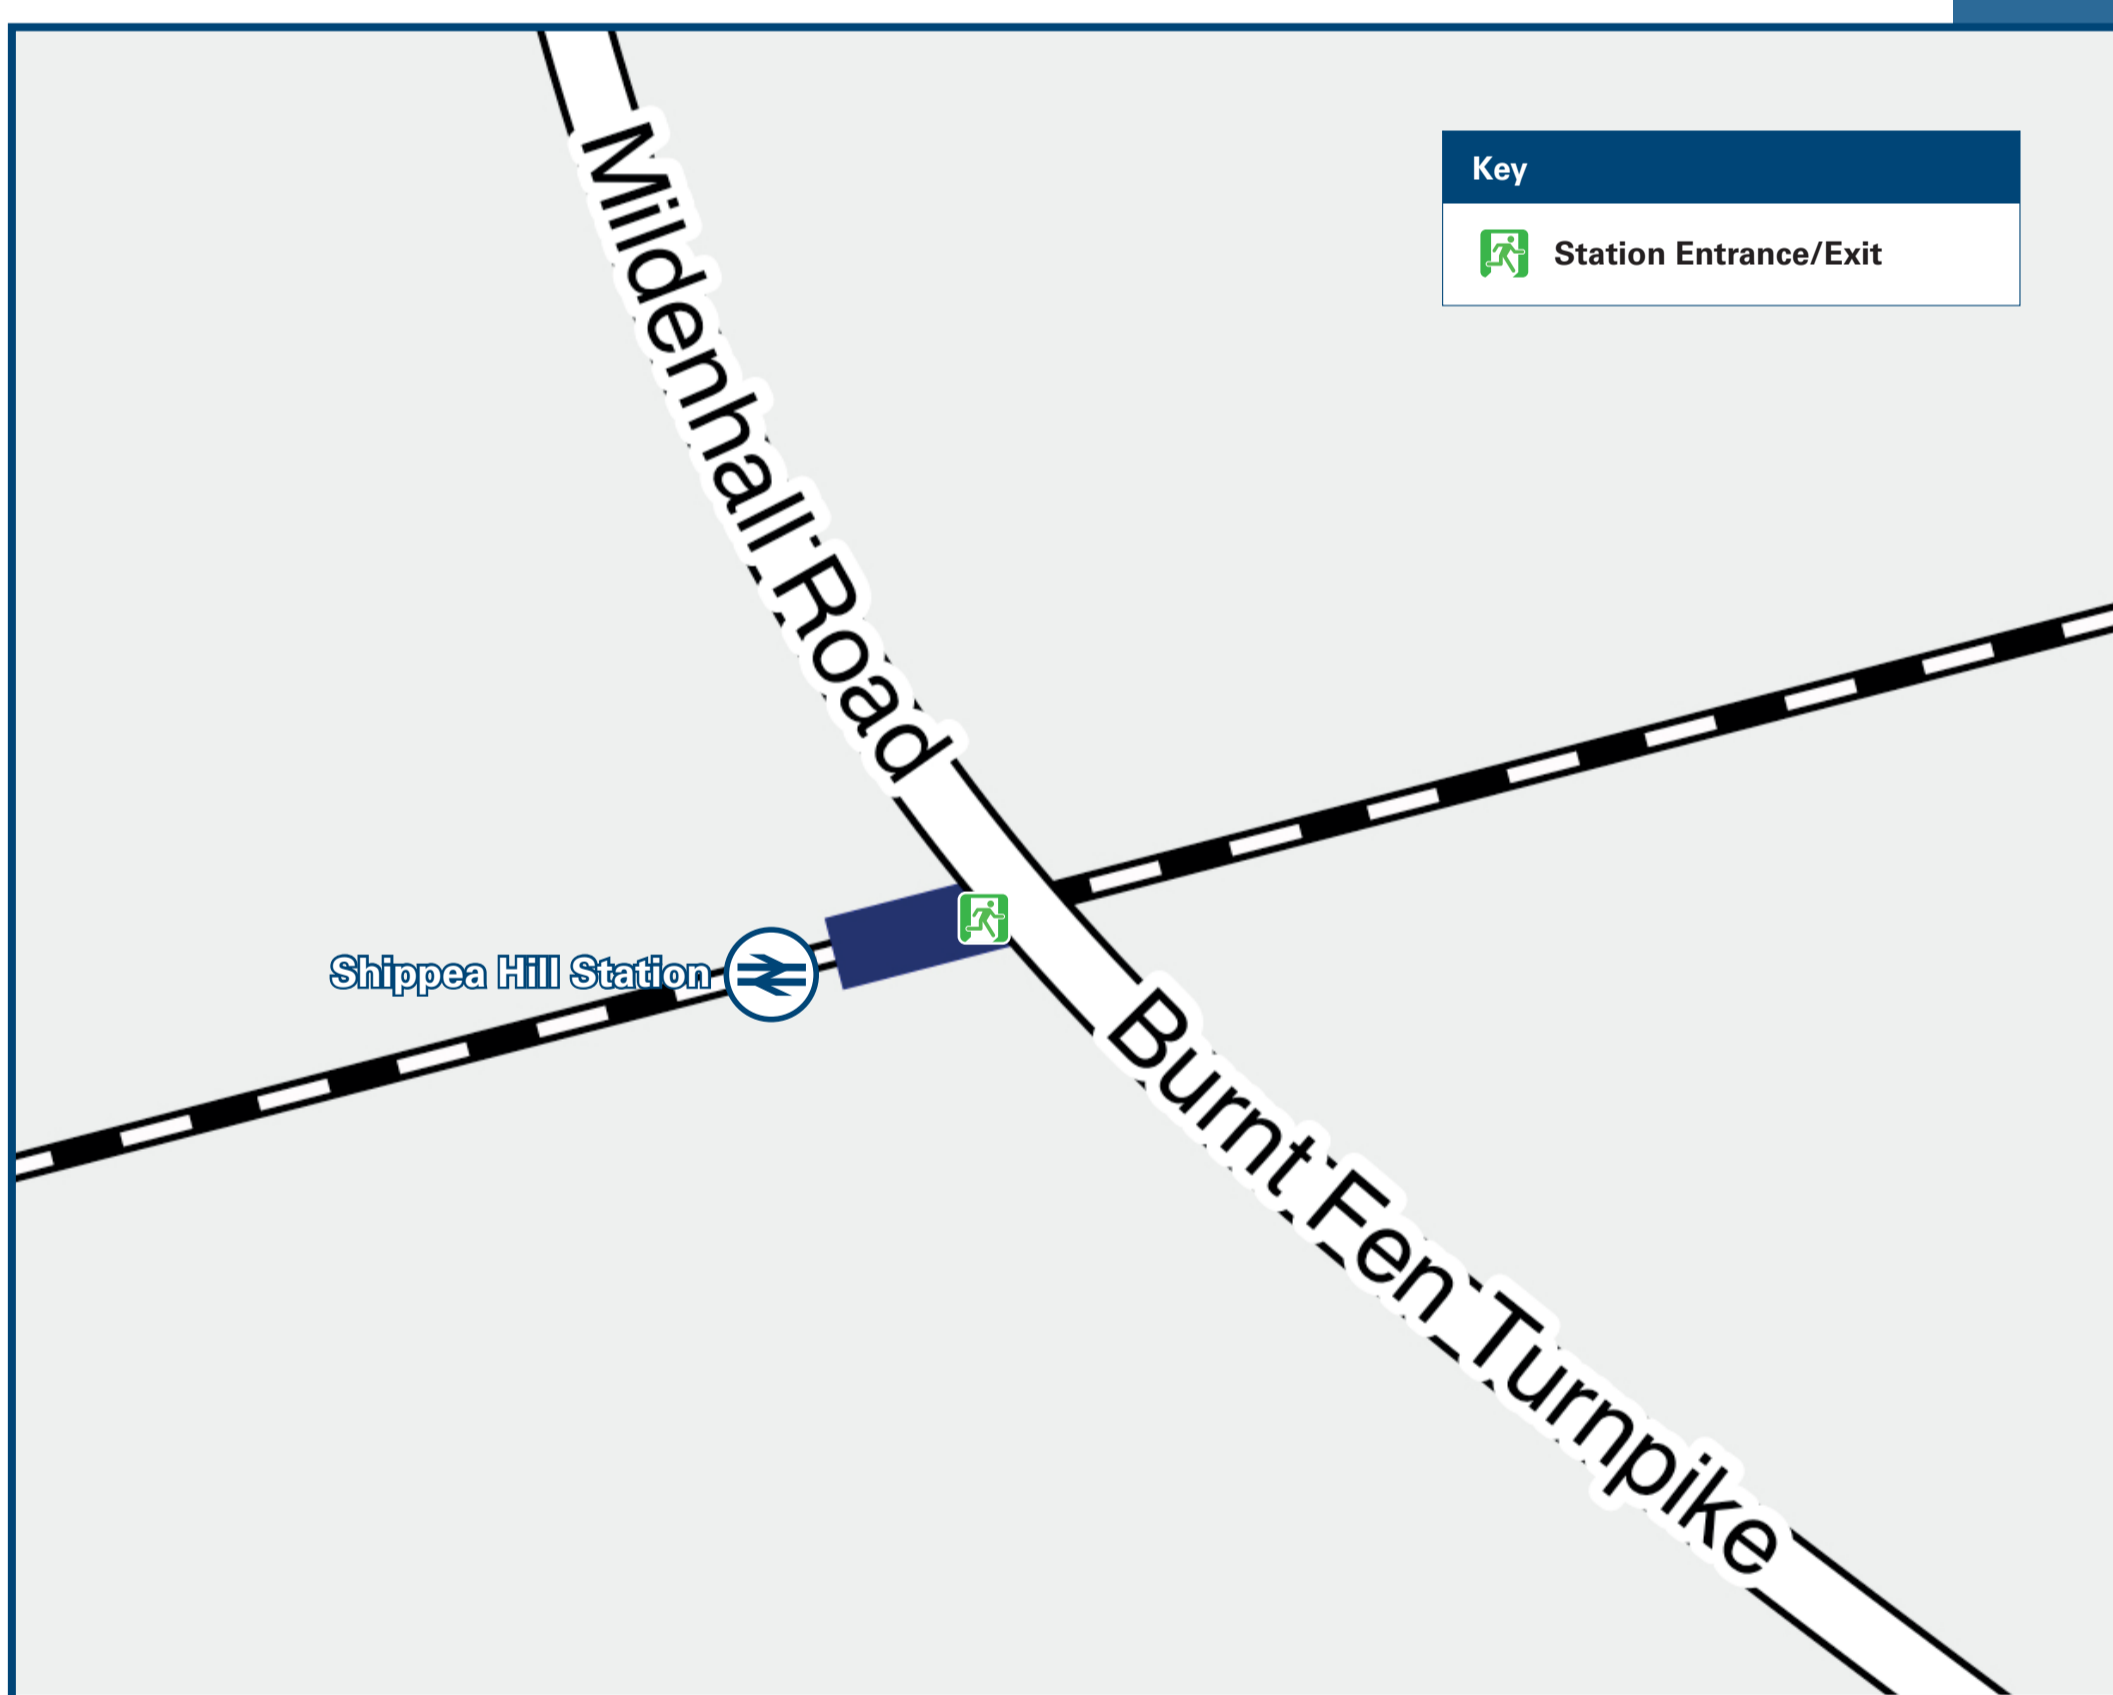 Key
Station Entrance/Exit
Mildenhall Road
Shippea Hill Station
Burnt Fen Turnpike